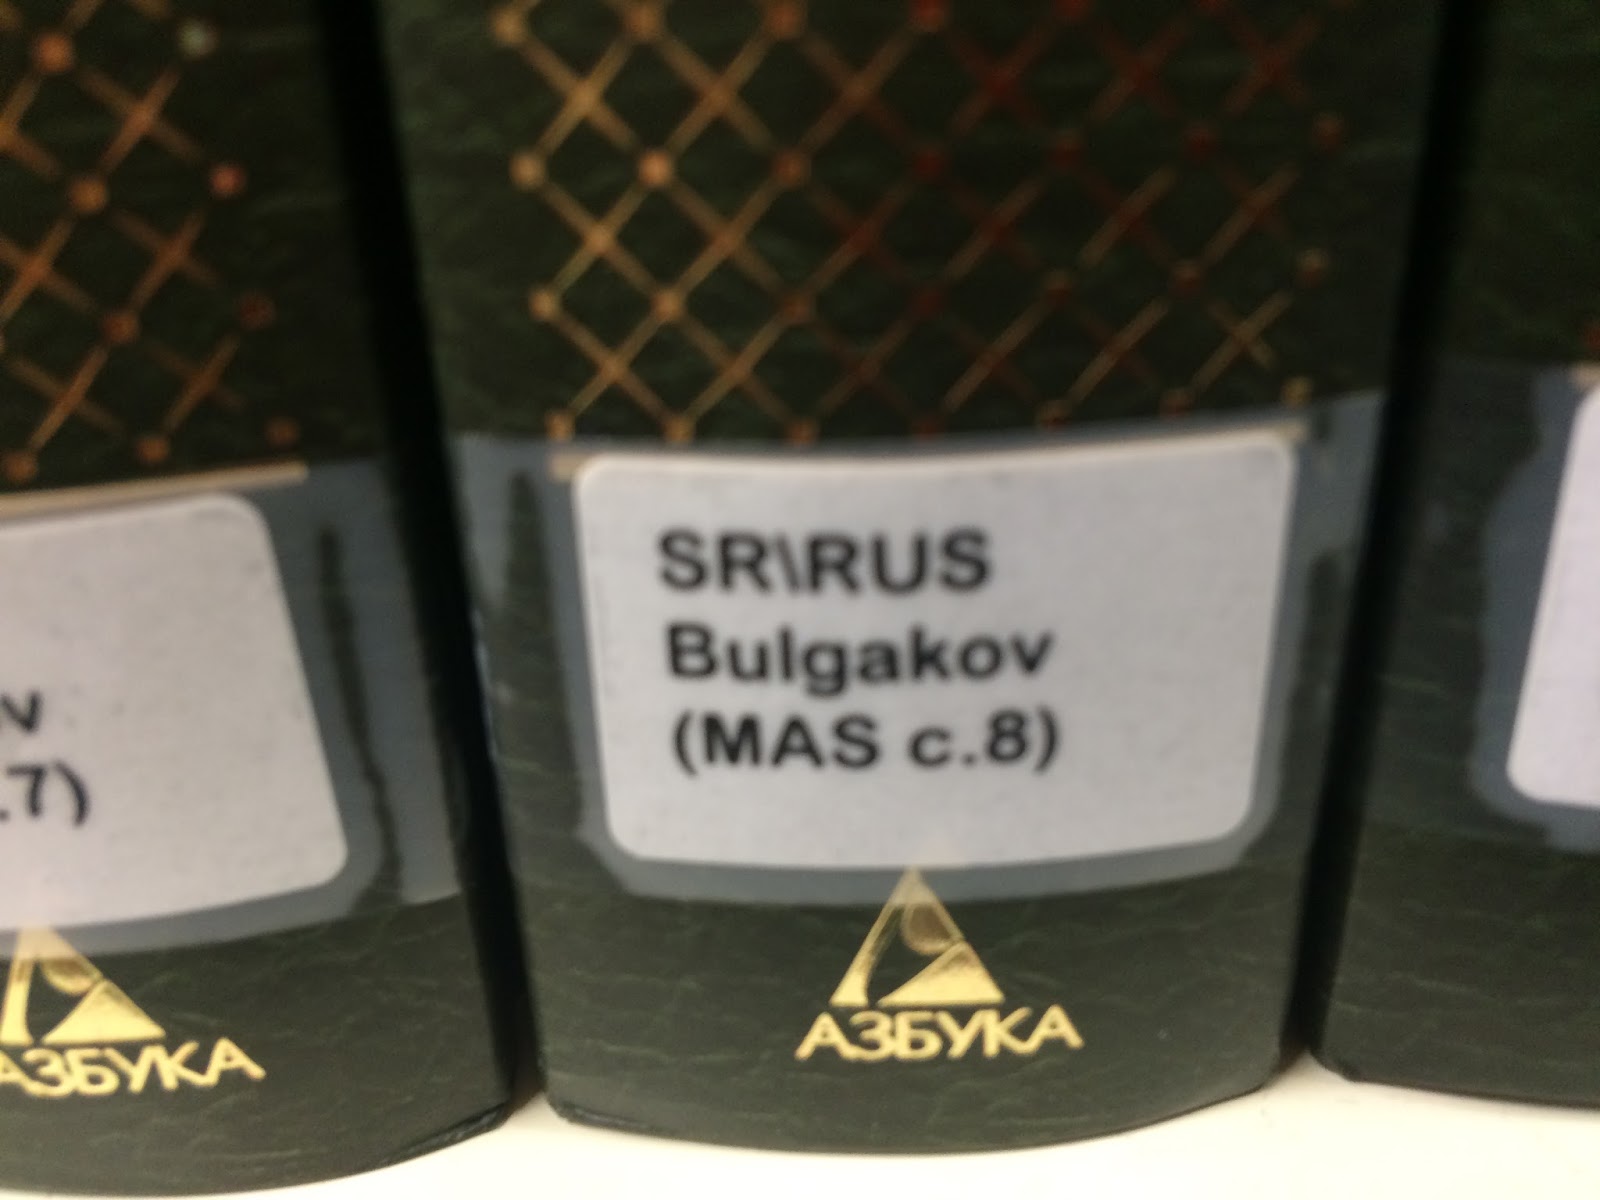 v
.7)
АЗБУКА
SR\RUS
Bulgakov
(MAS c.8)
АЗБУКА